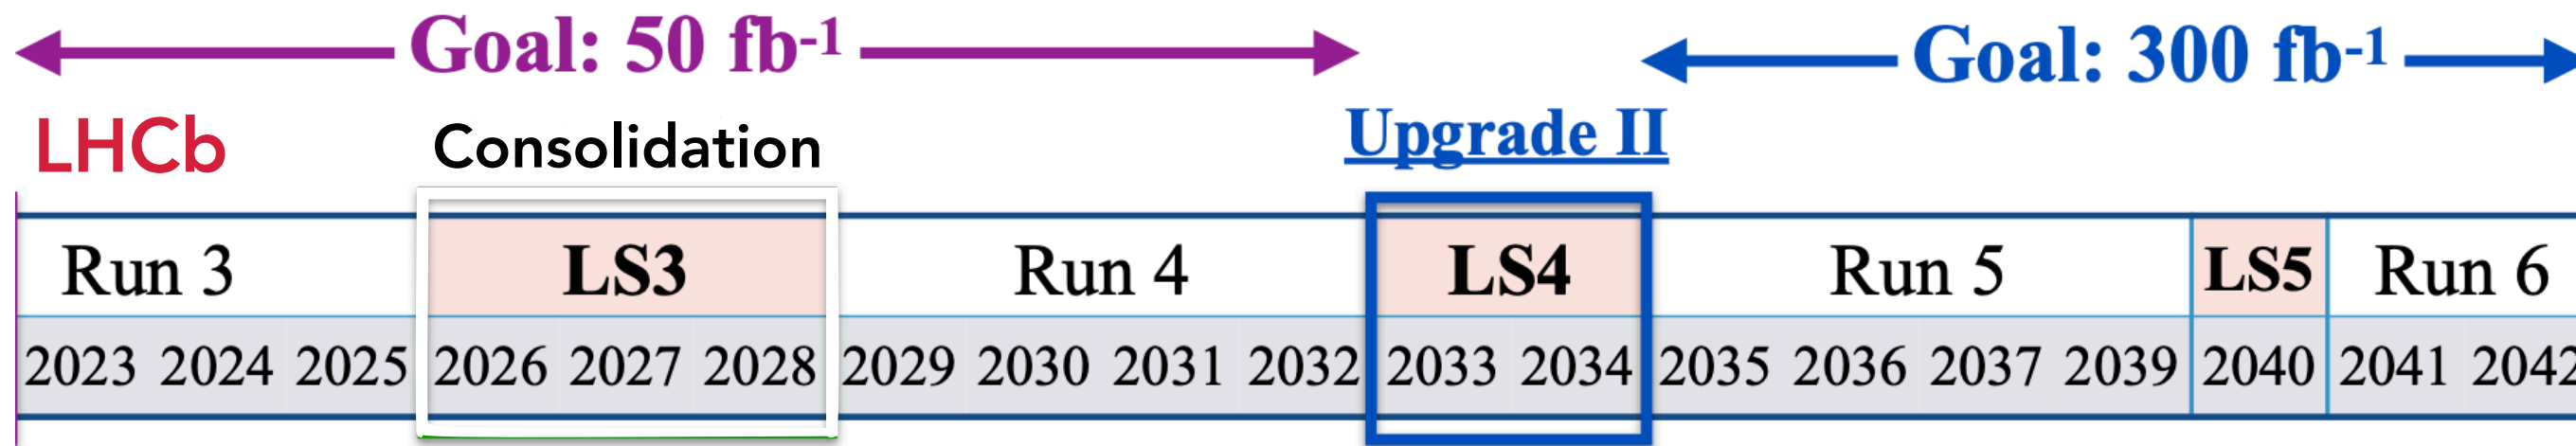 Goal: 50 fb-1 Goal: 300 fb-1
LHCb Consolidation Upgrade II
Run 3 LS3 Run 4 LS4 Run 5 LS5 Run 6
2023 2024 2025 2026 2027 2028 2029 2030 2031 2032 2033 2034 2035 2036 2037 2039 2040 2041 2042